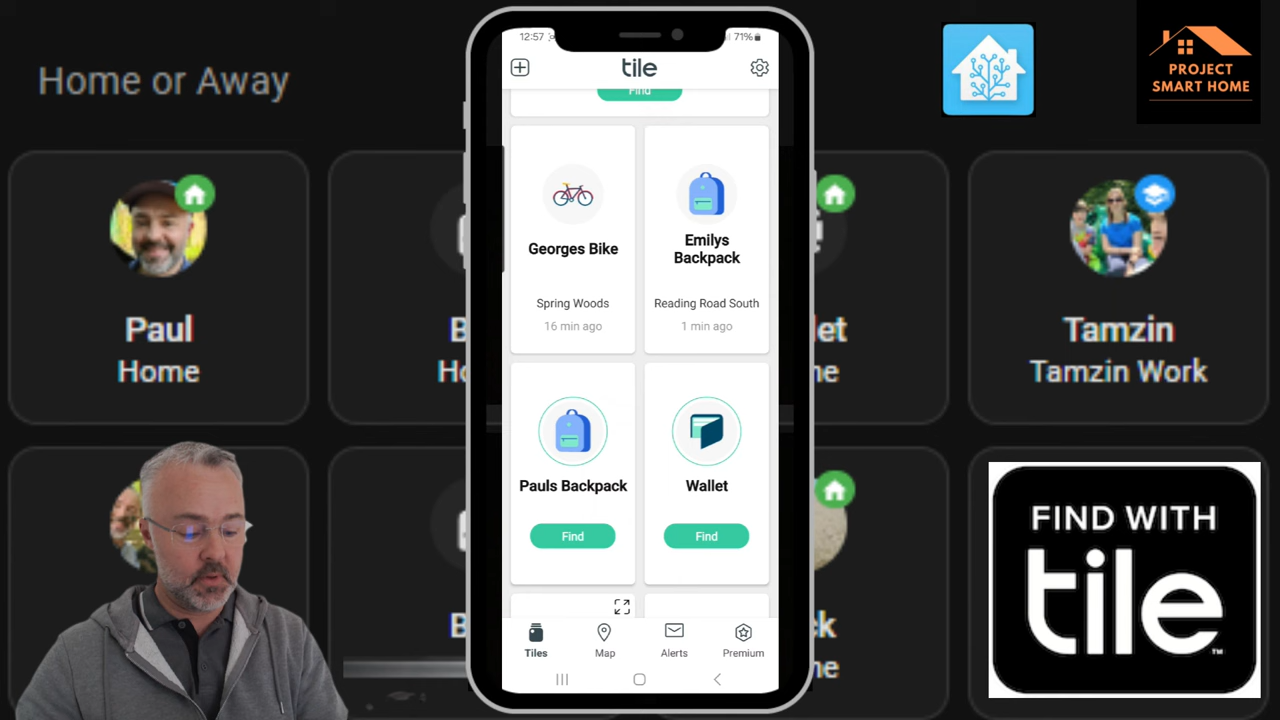 Home or Away
PROJECT
SMART HOME
12:57
71%
tile
Find
Georges Bike
Spring Woods
16 min ago
Emilys
Backpack
Reading Road South
1 min ago
Pauls Backpack
Find
Wallet
Find
Tiles
Map
Alerts
Premium
Paul
Home
Tamzin
Tamzin Work
FIND WITH
tile